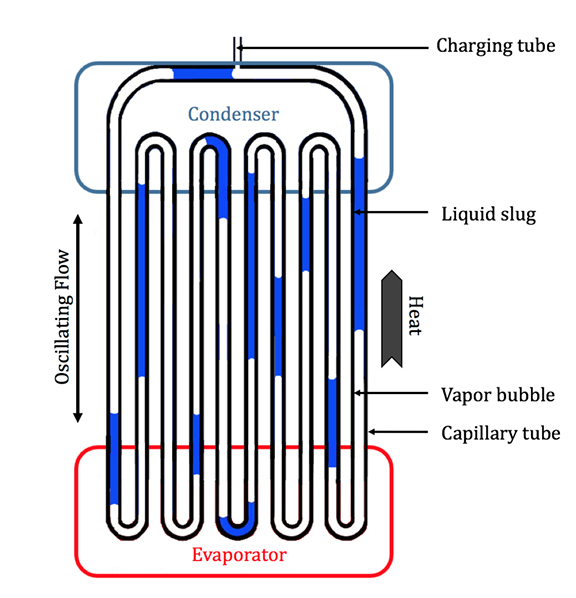 Charging tube
Condenser
Liquid slug
Oscillating Flow
Heat
Vapor bubble
Capillary tube
Evaporator